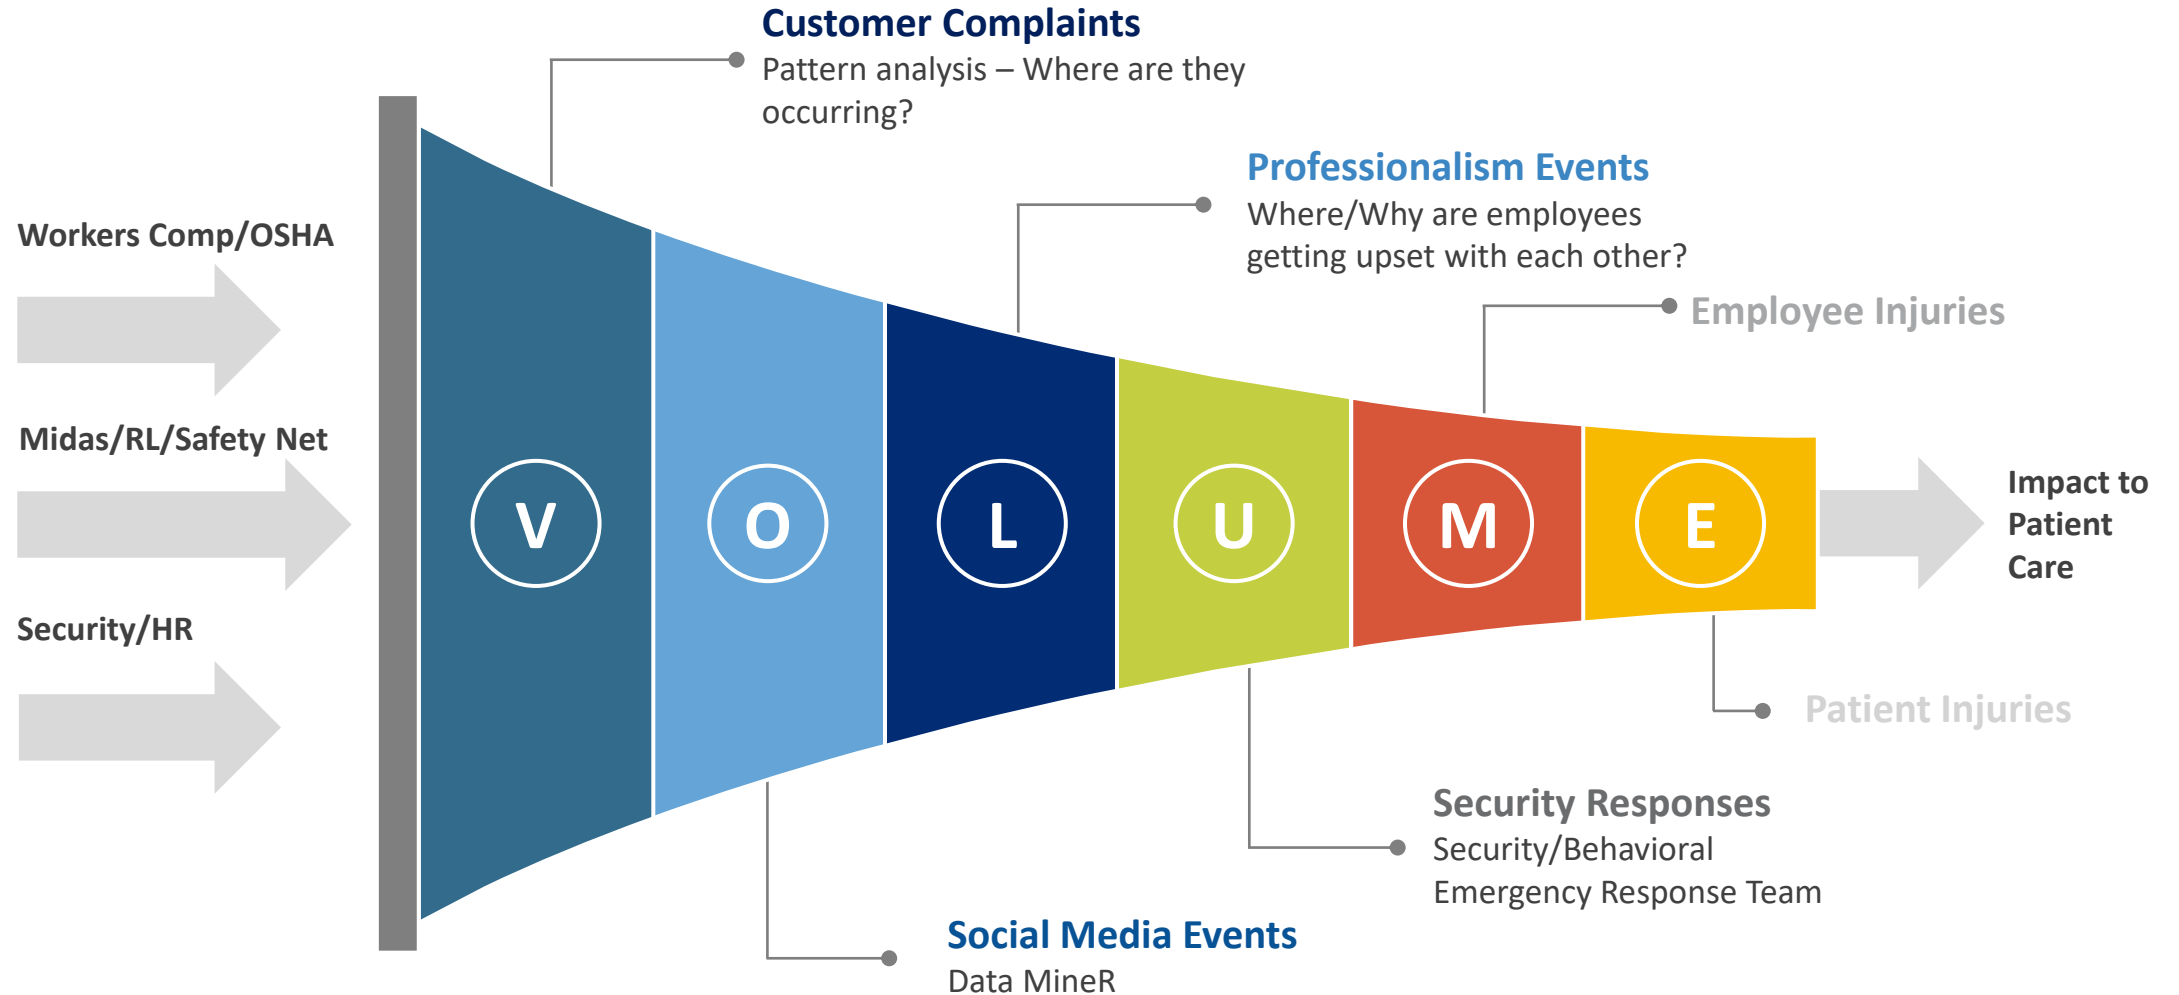 Customer Complaints
Pattern analysis – Where are they
occurring?
Professionalism Events
Where/Why are employees
getting upset with each other?
Employee Injuries
Workers Comp/OSHA
Midas/RL/Safety Net
Security/HR
V
O
L
U
M
E
Impact to
Patient
Care
Patient Injuries
Security Responses
Security/Behavioral
Emergency Response Team
Social Media Events
Data MineR